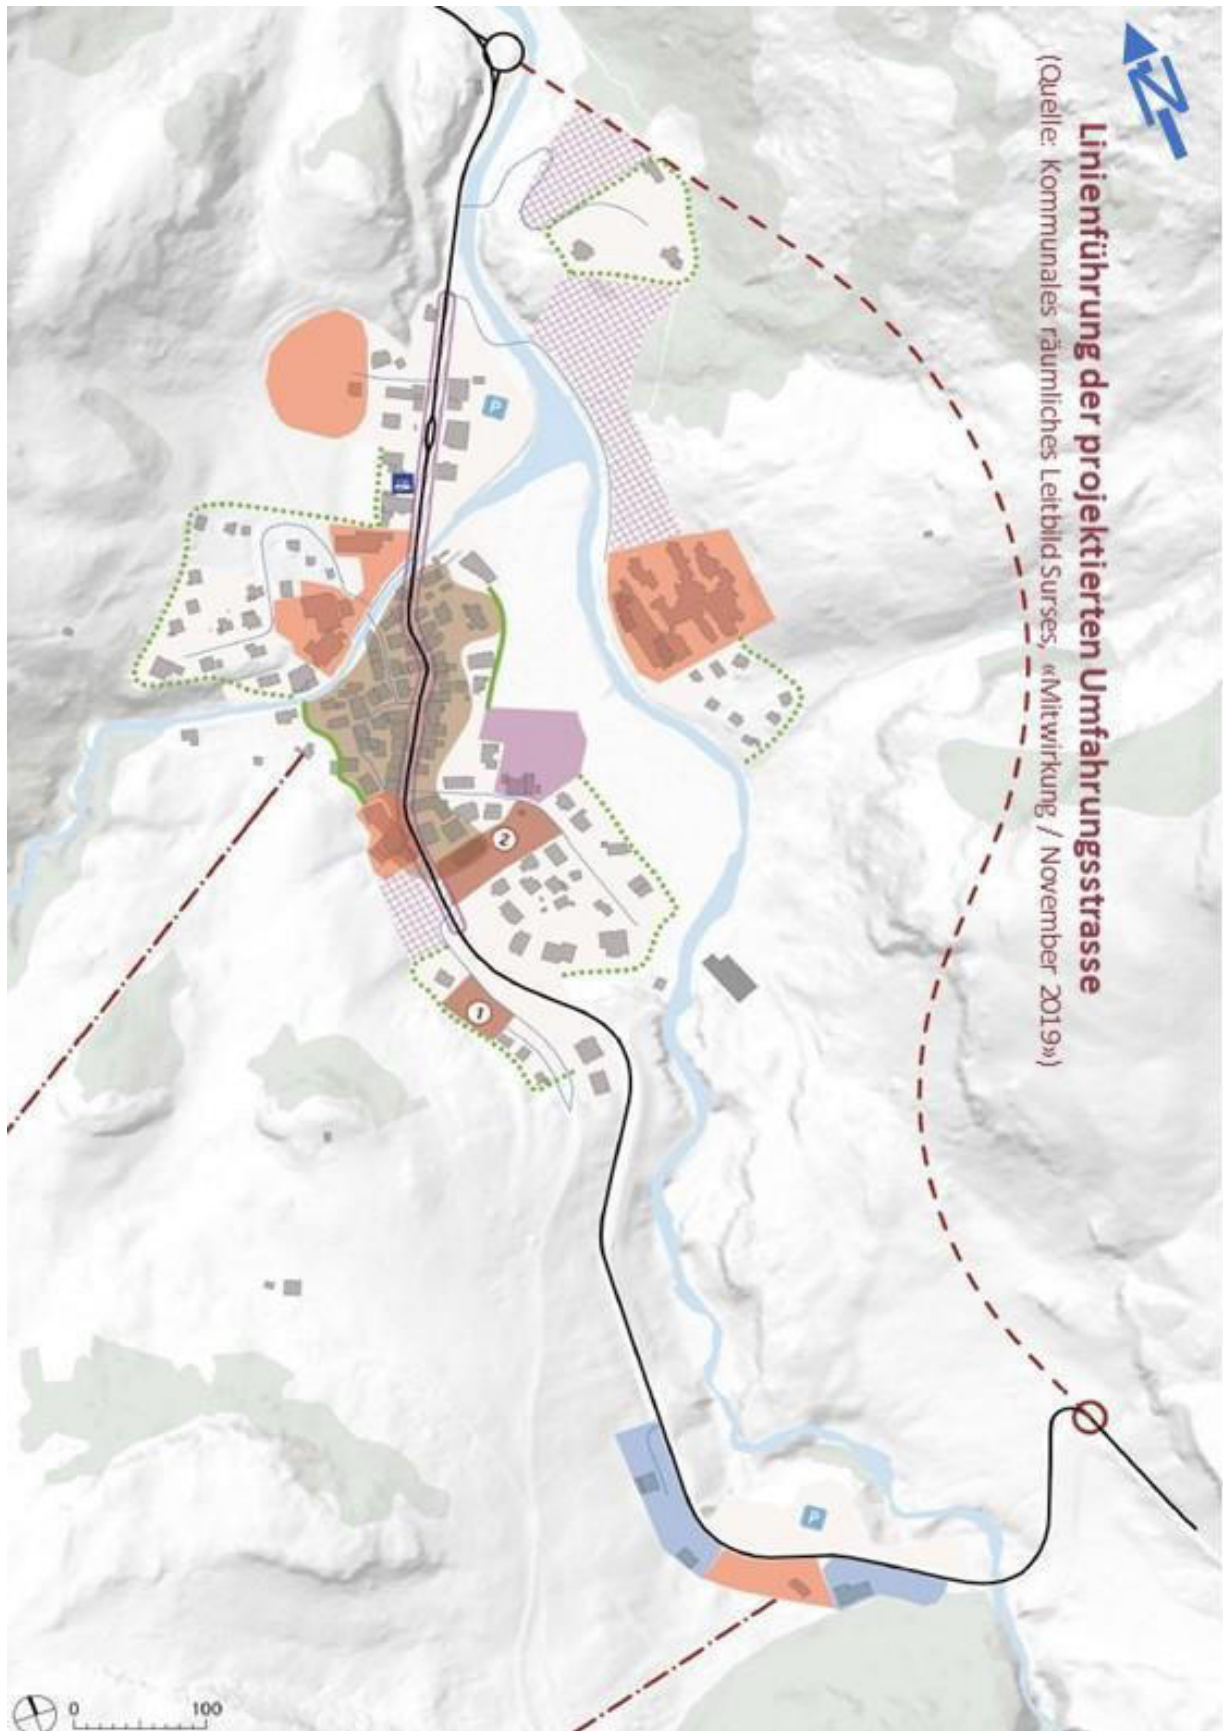 Linienführung der projektierten Umfahrungsstrasse
(Quelle: Kommunales räumliches Leitbild Surses, «Mitwirkung / November 2019»)
N
P
2
1
P
0 100